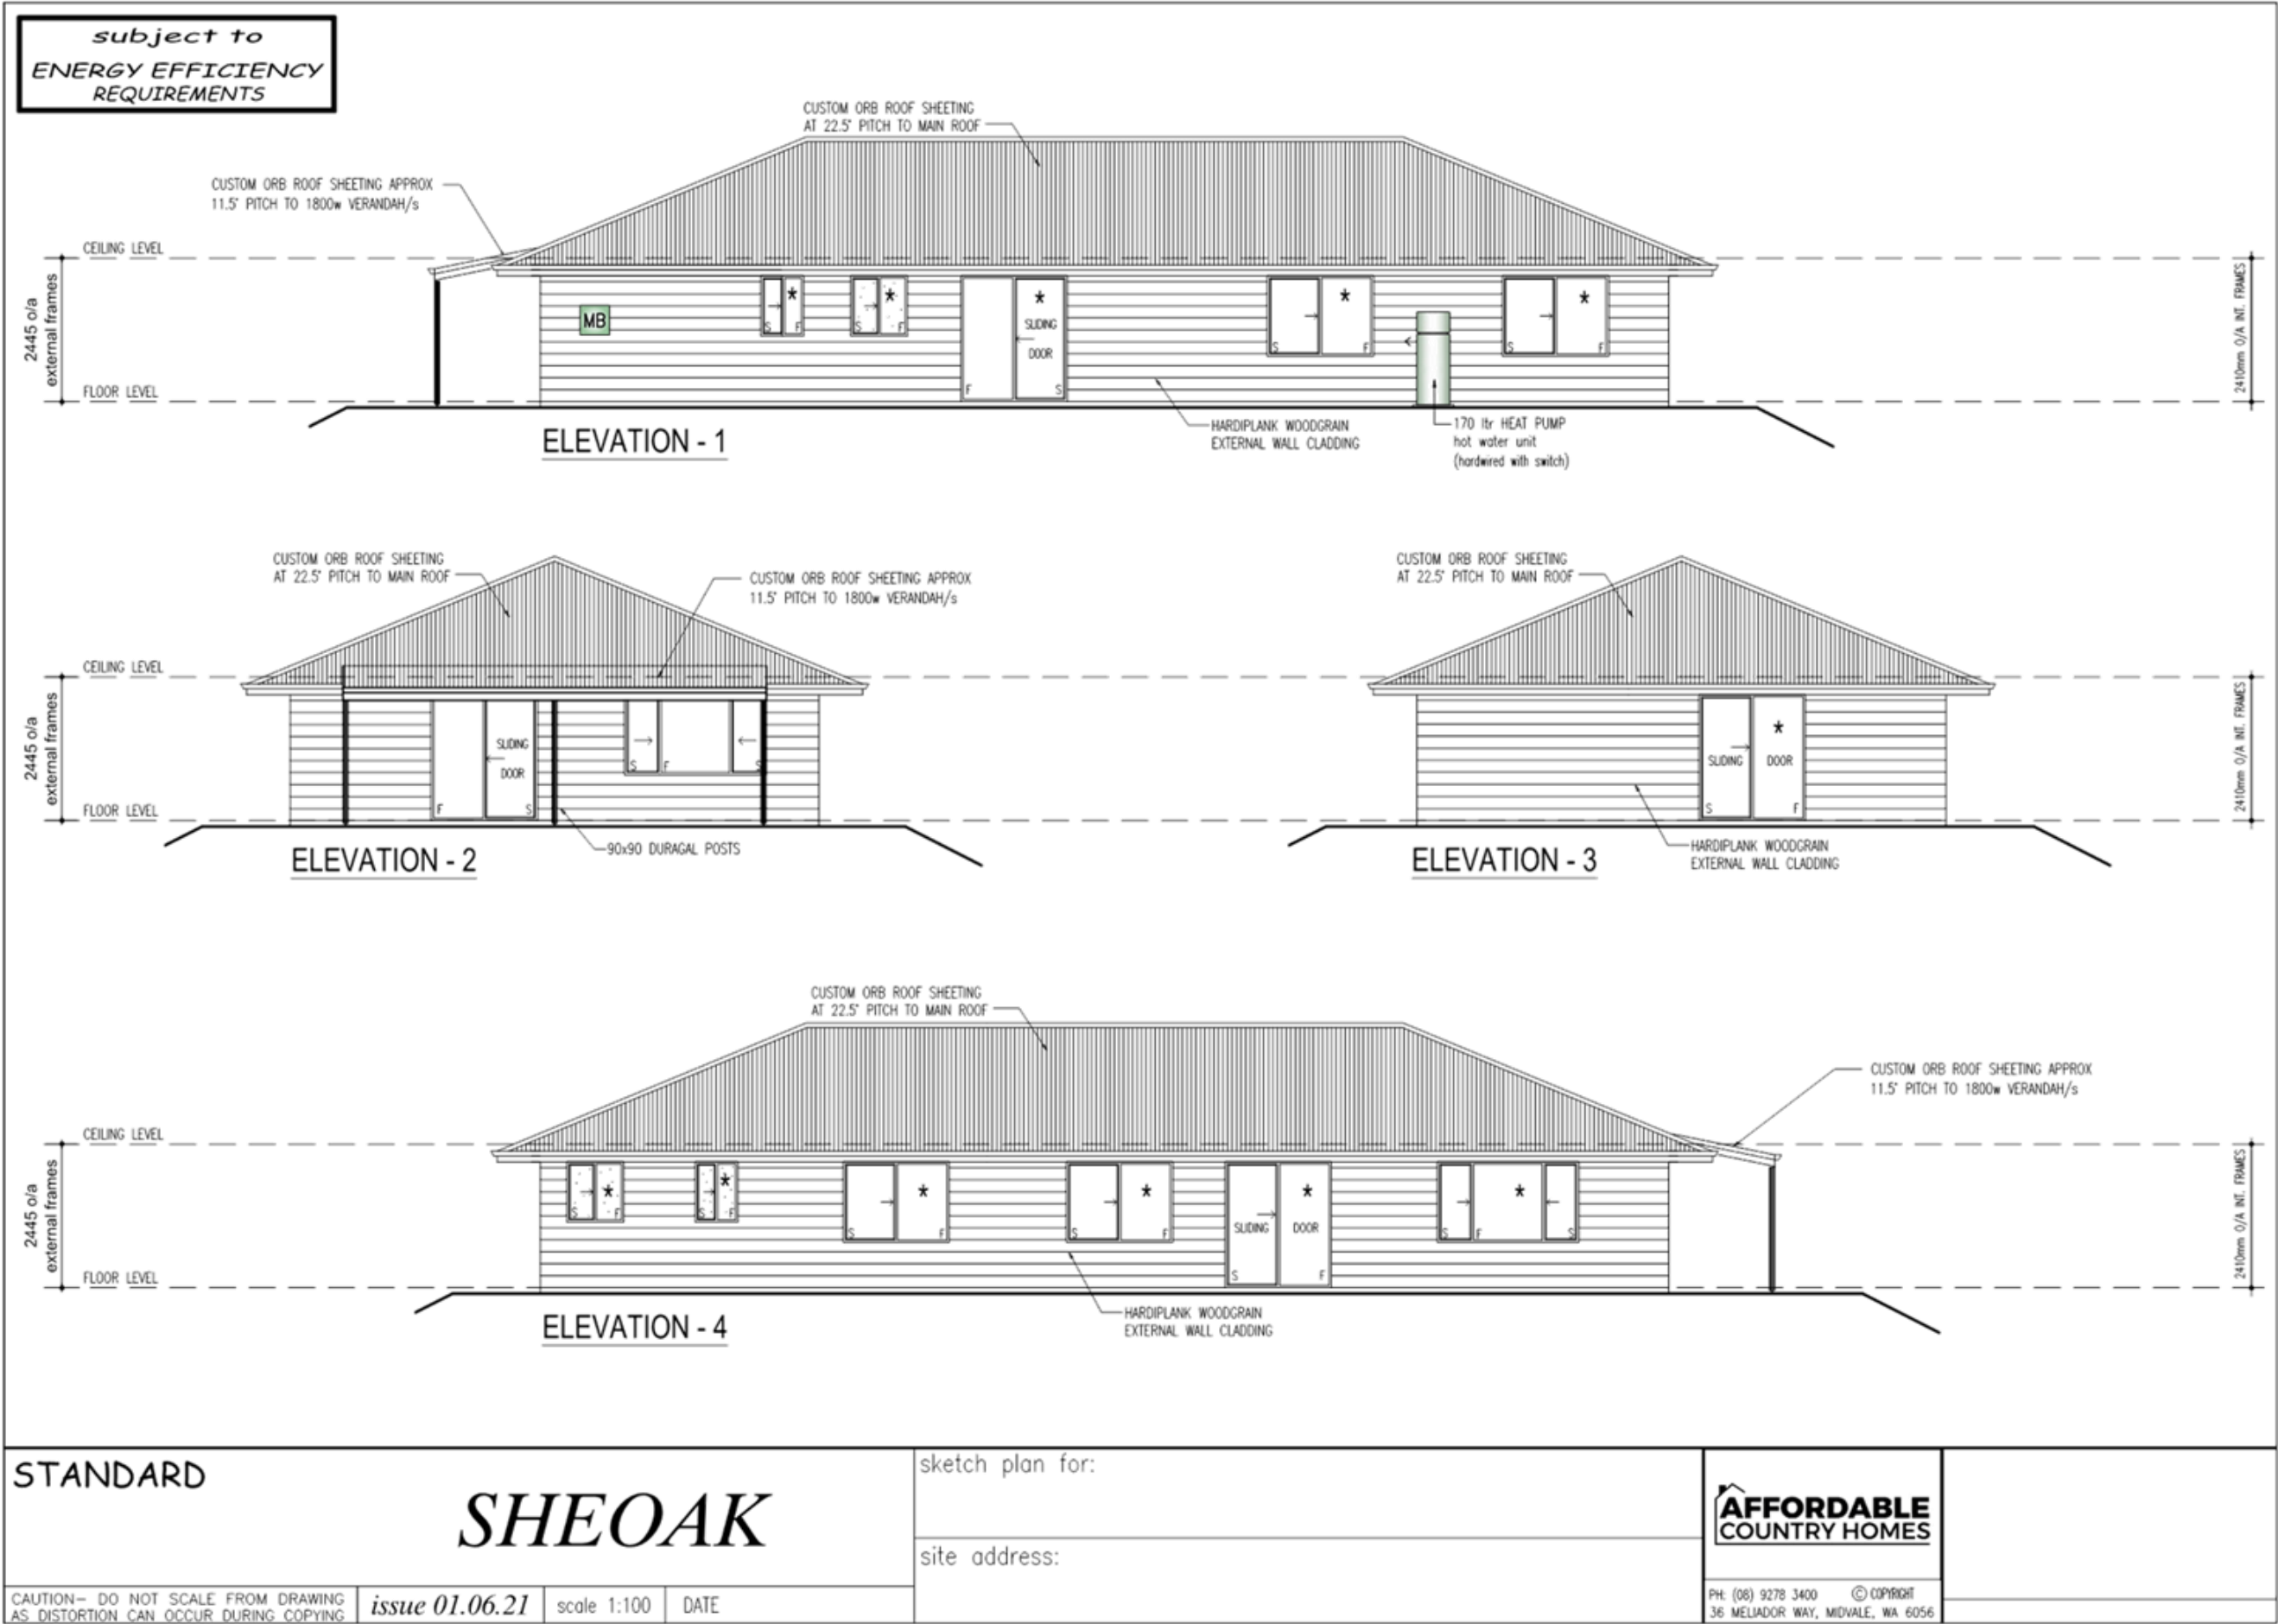 subject to
ENERGY EFFICIENCY
REQUIREMENTS
CUSTOM ORB ROOF SHEETING
AT 22.5° PITCH TO MAIN ROOF
CUSTOM ORB ROOF SHEETING APPROX
11.5° PITCH TO 1800w VERANDAH/s
CEILING LEVEL
2445 o/a
external frames
FLOOR LEVEL
MB
S F
S F
SLIDING
DOOR
F S
S F
S F
2410mm O/A INT. FRAMES
HARDIPLANK WOODGRAIN
EXTERNAL WALL CLADDING
170 ltr HEAT PUMP
hot water unit
(hardwired with switch)
ELEVATION - 1
CUSTOM ORB ROOF SHEETING
AT 22.5° PITCH TO MAIN ROOF
CUSTOM ORB ROOF SHEETING APPROX
11.5° PITCH TO 1800w VERANDAH/s
CEILING LEVEL
2445 o/a
external frames
FLOOR LEVEL
SLIDING
DOOR
F S
S F S
90x90 DURAGAL POSTS
ELEVATION - 2
CUSTOM ORB ROOF SHEETING
AT 22.5° PITCH TO MAIN ROOF
SLIDING DOOR
S F
2410mm O/A INT. FRAMES
HARDIPLANK WOODGRAIN
EXTERNAL WALL CLADDING
ELEVATION - 3
CUSTOM ORB ROOF SHEETING
AT 22.5° PITCH TO MAIN ROOF
CUSTOM ORB ROOF SHEETING APPROX
11.5° PITCH TO 1800w VERANDAH/s
CEILING LEVEL
2445 o/a
external frames
FLOOR LEVEL
S F
S F
S F
S F
SLIDING DOOR
S F
S F S
2410mm O/A INT. FRAMES
HARDIPLANK WOODGRAIN
EXTERNAL WALL CLADDING
ELEVATION - 4
STANDARD
SHEOAK
CAUTION- DO NOT SCALE FROM DRAWING
AS DISTORTION CAN OCCUR DURING COPYING
issue 01.06.21
scale 1:100
DATE
sketch plan for:
site address:
AFFORDABLE
COUNTRY HOMES
PH: (08) 9278 3400 © COPYRIGHT
36 MELIADOR WAY, MIDVALE, WA 6056